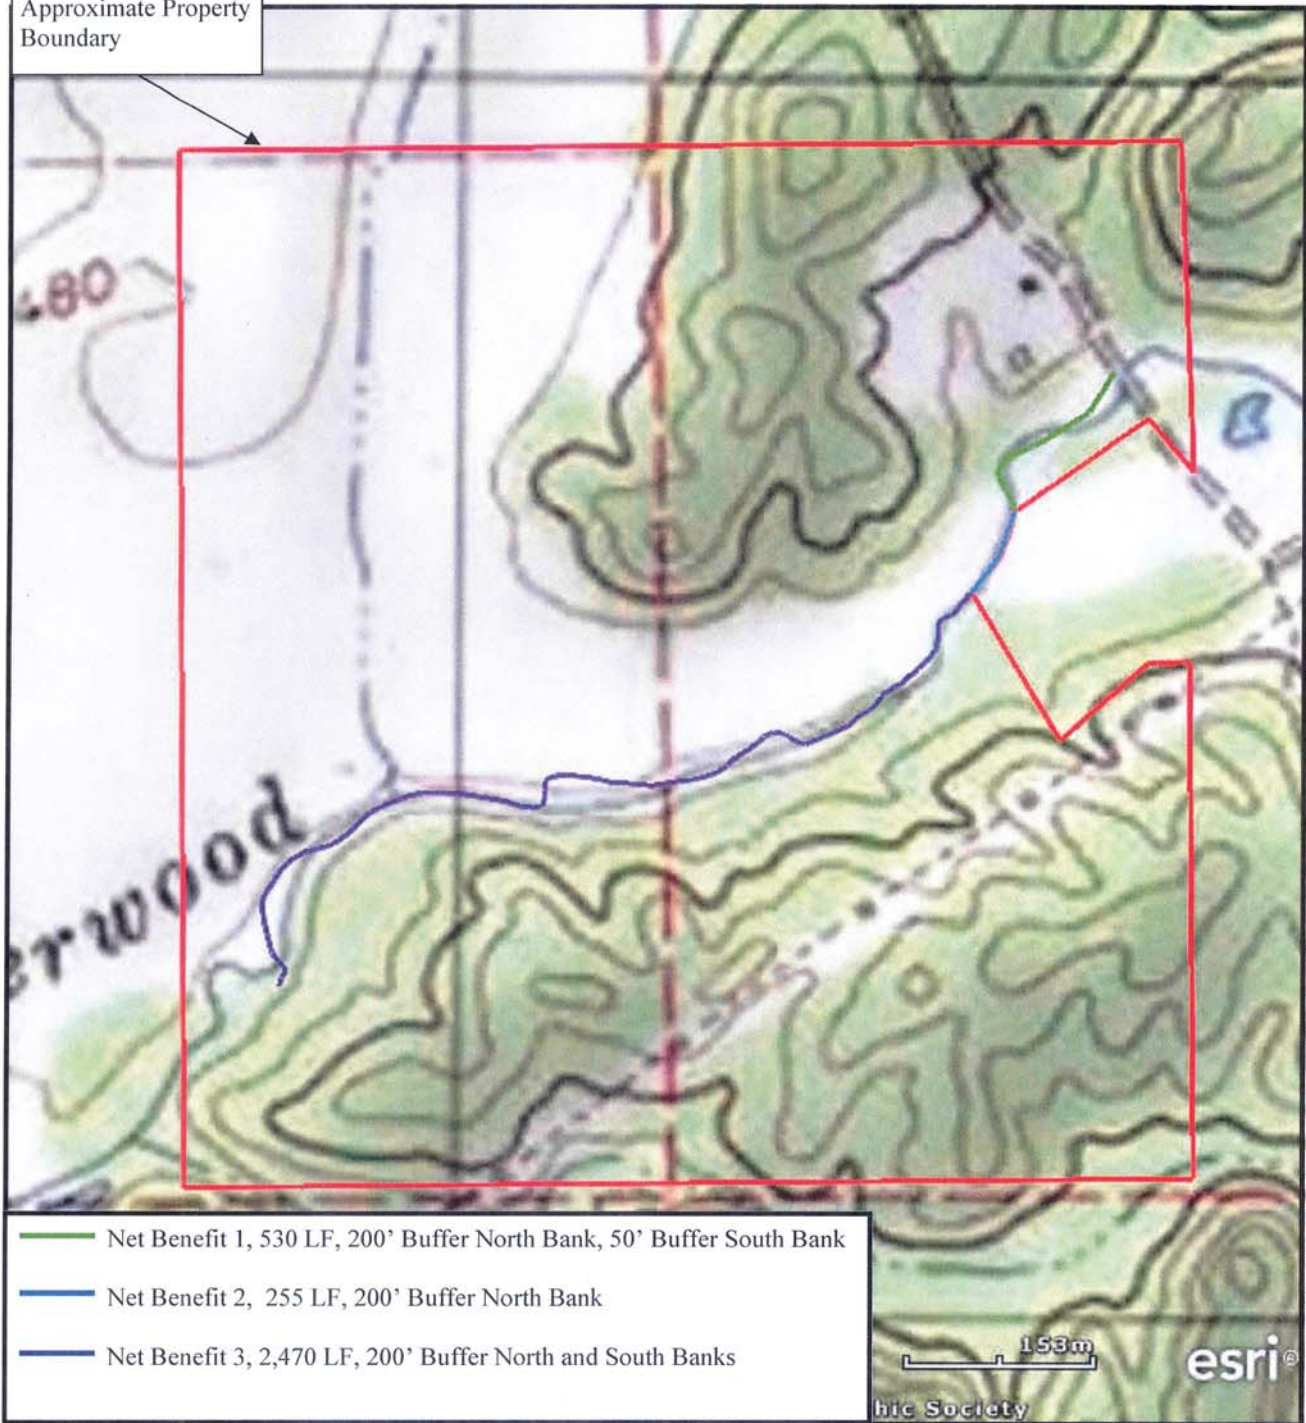 Approximate Property
Boundary
erwood
Net Benefit 1, 530 LF, 200’ Buffer North Bank, 50’ Buffer South Bank
Net Benefit 2, 255 LF, 200’ Buffer North Bank
Net Benefit 3, 2,470 LF, 200’ Buffer North and South Banks
153m
esri®
hic Society